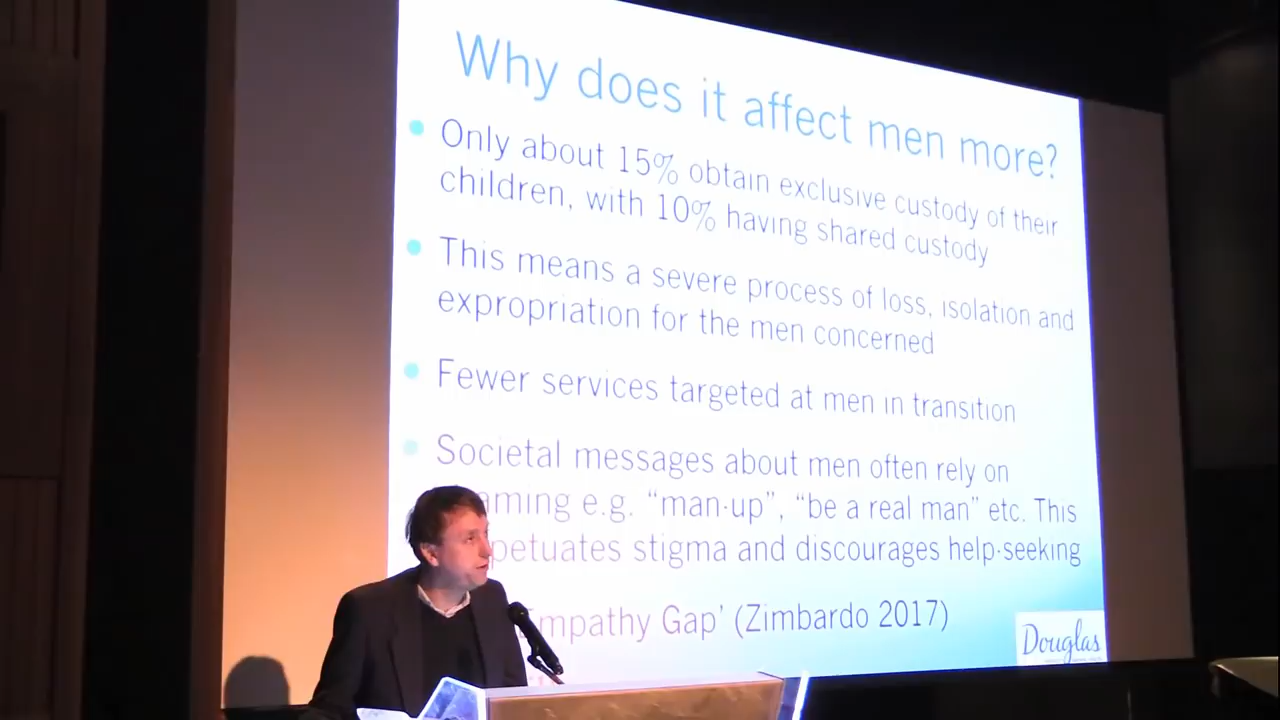 Why does it affect men more?
Only about 15% obtain exclusive custody of their
children, with 10% having shared custody
This means a severe process of loss, isolation and
expropriation for the men concerned
Fewer services targeted at men in transition
Societal messages about men often rely on
aming e.g. “man-up”, “be a real man” etc. This
petuates stigma and discourages help-seeking
Empathy Gap’ (Zimbardo 2017)
Douglas